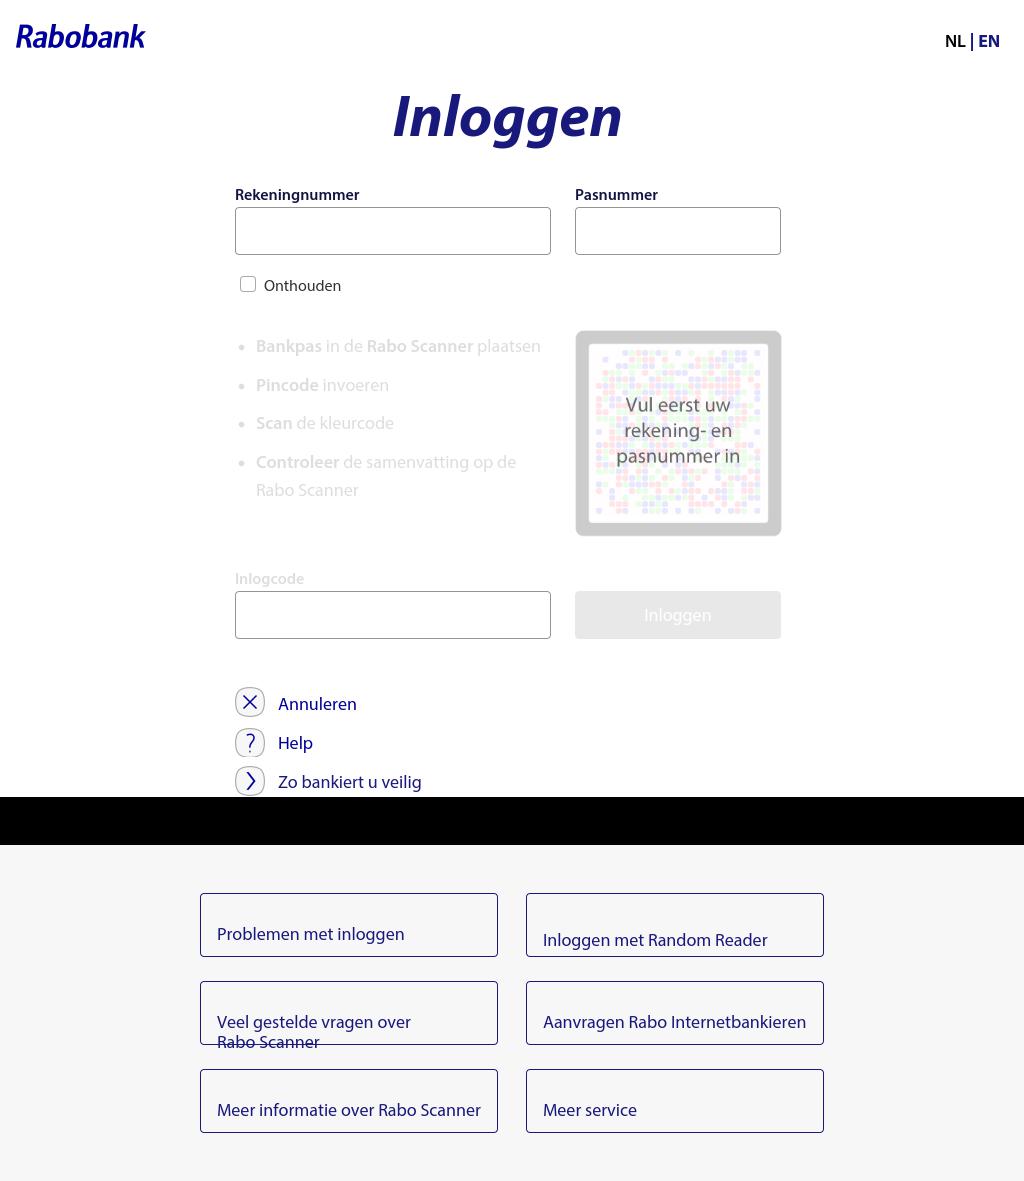 Rabobank
NL | EN
Inloggen
Rekeningnummer
Pasnummer
Onthouden
• Bankpas in de Rabo Scanner plaatsen
• Pincode invoeren
• Scan de kleurcode
• Controleer de samenvatting op de
Rabo Scanner
Vul eerst uw
rekening- en
pasnummer in
Inlogcode
Inloggen
Annuleren
? Help
Zo bankiert u veilig
Problemen met inloggen
Inloggen met Random Reader
Veel gestelde vragen over
Rabo Scanner
Aanvragen Rabo Internetbankieren
Meer informatie over Rabo Scanner
Meer service